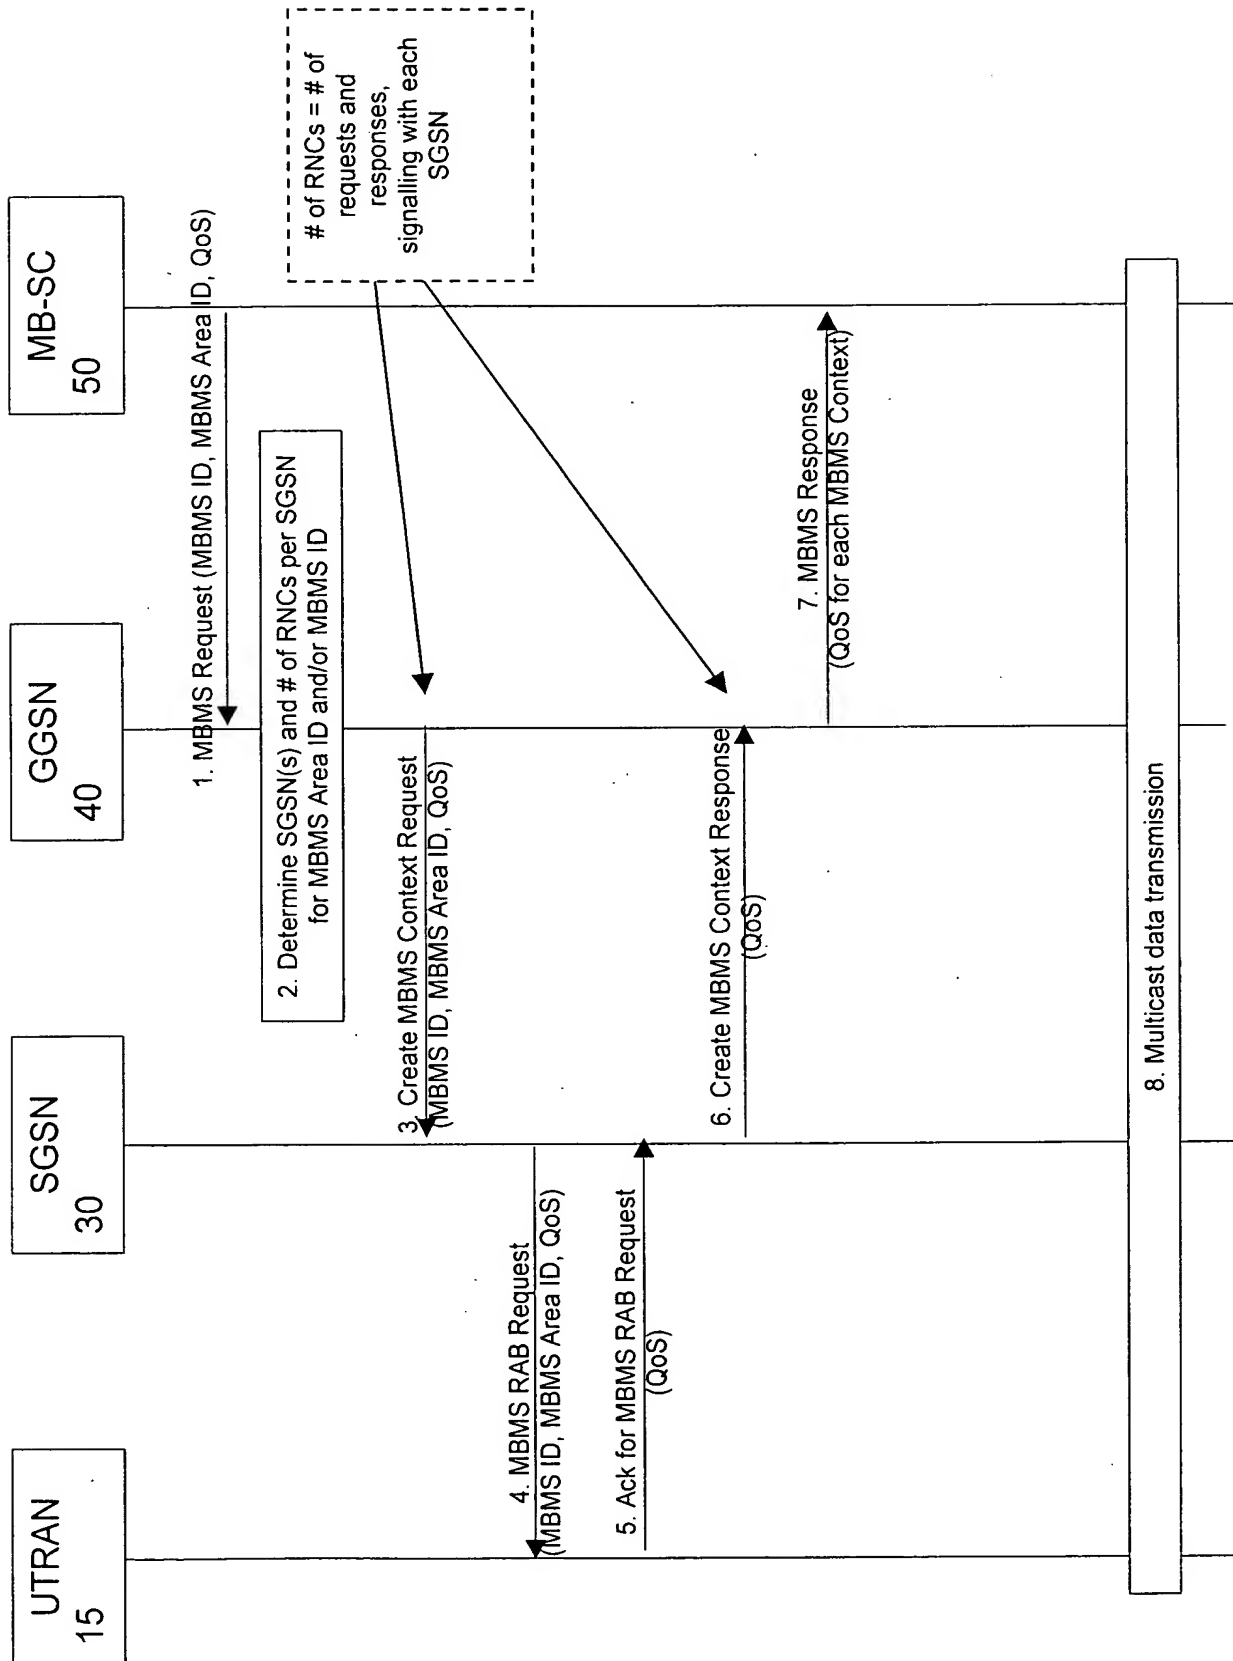 UTRAN
15
SGSN
30
GGSN
40
MB-SC
50
1. MBMS Request (MBMS ID, MBMS Area ID, QoS)
2. Determine SGSN(s) and # of RNCs per SGSN
for MBMS Area ID and/or MBMS ID
# of RNCs = # of
requests and
responses,
signalling with each
SGSN
3. Create MBMS Context Request
(MBMS ID, MBMS Area ID, QoS)
4. MBMS RAB Request
(MBMS ID, MBMS Area ID, QoS)
5. Ack for MBMS RAB Request
(QoS)
6. Create MBMS Context Response
(QoS)
7. MBMS Response
(QoS for each MBMS Context)
8. Multicast data transmission